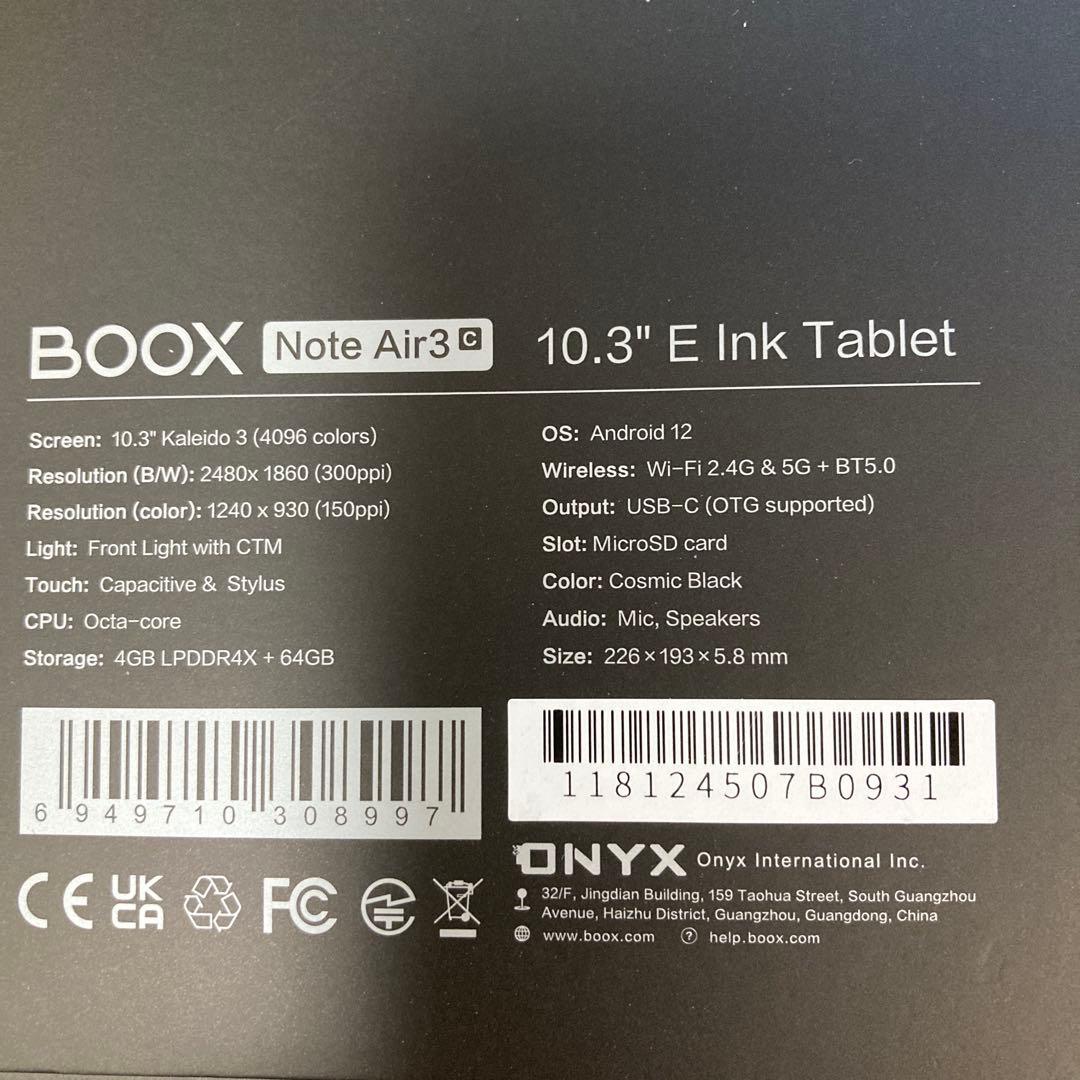 BOOX Note Air3 C 10.3" E Ink Tablet
Screen: 10.3" Kaleido 3 (4096 colors)
Resolution (B/W): 2480x 1860 (300ppi)
Resolution (color): 1240 x 930 (150ppi)
Light: Front Light with CTM
Touch: Capacitive & Stylus
CPU: Octa-core
Storage: 4GB LPDDR4X + 64GB
OS: Android 12
Wireless: Wi-Fi 2.4G & 5G + BT5.0
Output: USB-C (OTG supported)
Slot: MicroSD card
Color: Cosmic Black
Audio: Mic, Speakers
Size: 226×193×5.8 mm
6 949710 308997
118124507B0931
CE UK CA FC
ONYX Onyx International Inc.
32/F, Jingdian Building, 159 Taohua Street, South Guangzhou
Avenue, Haizhu District, Guangzhou, Guangdong, China
www.boox.com ? help.boox.com